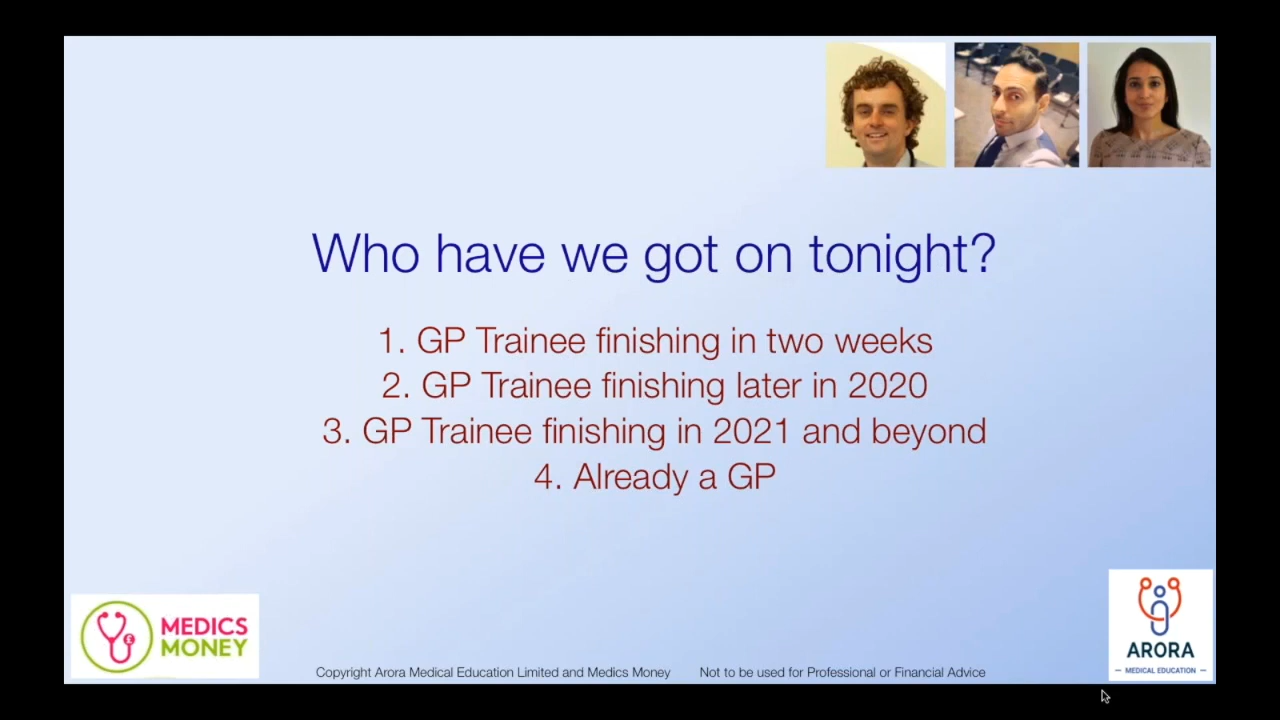 Who have we got on tonight?
1. GP Trainee finishing in two weeks
2. GP Trainee finishing later in 2020
3. GP Trainee finishing in 2021 and beyond
4. Already a GP
MEDICS
MONEY
Copyright Arora Medical Education Limited and Medics Money Not to be used for Professional or Financial Advice
ARORA
– MEDICAL EDUCATION –